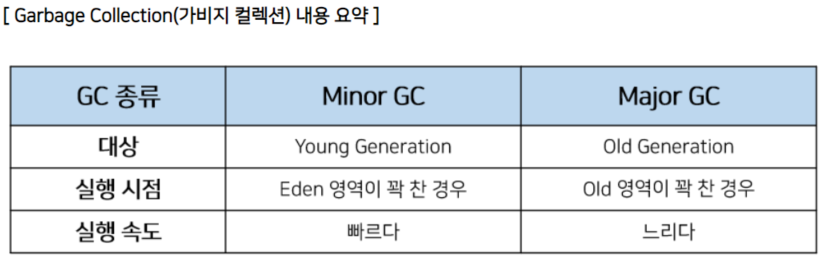 [ Garbage Collection(가비지 컬렉션) 내용 요약 ]
GC 종류 Minor GC Major GC
대상 Young Generation Old Generation
실행 시점 Eden 영역이 꽉 찬 경우 Old 영역이 꽉 찬 경우
실행 속도 빠르다 느리다